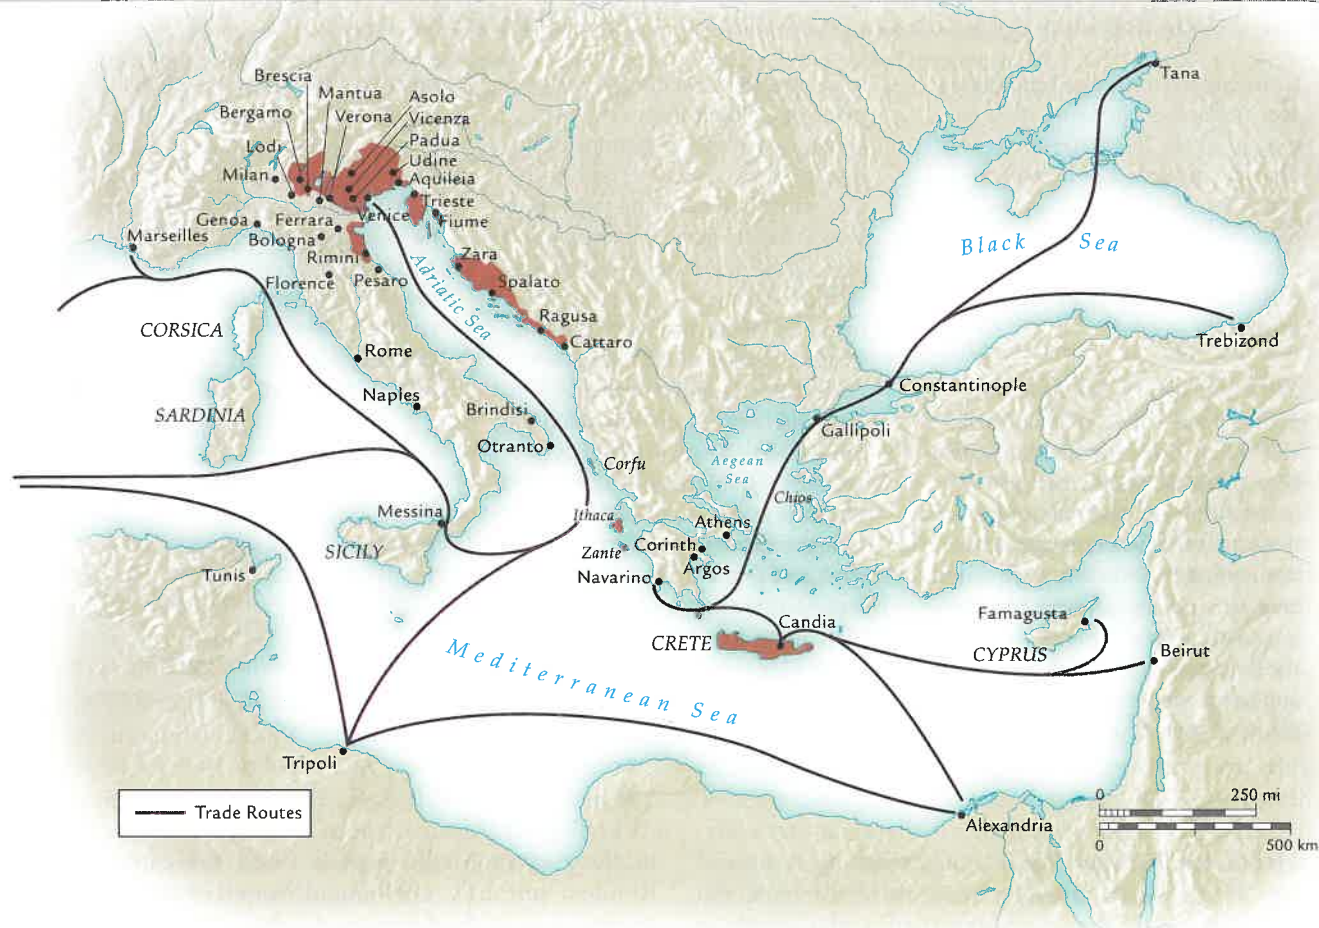 Brescia
Mantua
Asolo
Bergamo
Verona
Vicenza
Padua
Lodi
Udine
Milan
Aquileia
Trieste
Genoa
Ferrara
Venice
Fiume
Marseilles
Bologna
Rimini
Zara
Florence
Pesaro
Spalato
Adriatic Sea
Ragusa
Cattaro
CORSICA
Rome
Naples
SARDINIA
Brindisi
Otranto
Corfu
Tana
Black Sea
Trebizond
Constantinople
Gallipoli
Aegean
Sea
Chios
Messina
Ithaca
Athens
SICILY
Zante
Corinth
Argos
Tunis
Navarino
Candia
CRETE
Famagusta
CYPRUS
Beirut
Mediterranean Sea
Tripoli
Alexandria
Trade Routes
0 250 mi
0 500 km